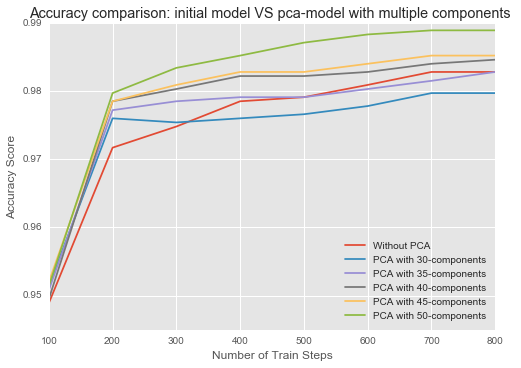 Accuracy comparison: initial model VS pca-model with multiple components
0.99
0.98
0.97
0.96
0.95
Accuracy Score
Without PCA
PCA with 30-components
PCA with 35-components
PCA with 40-components
PCA with 45-components
PCA with 50-components
100 200 300 400 500 600 700 800
Number of Train Steps